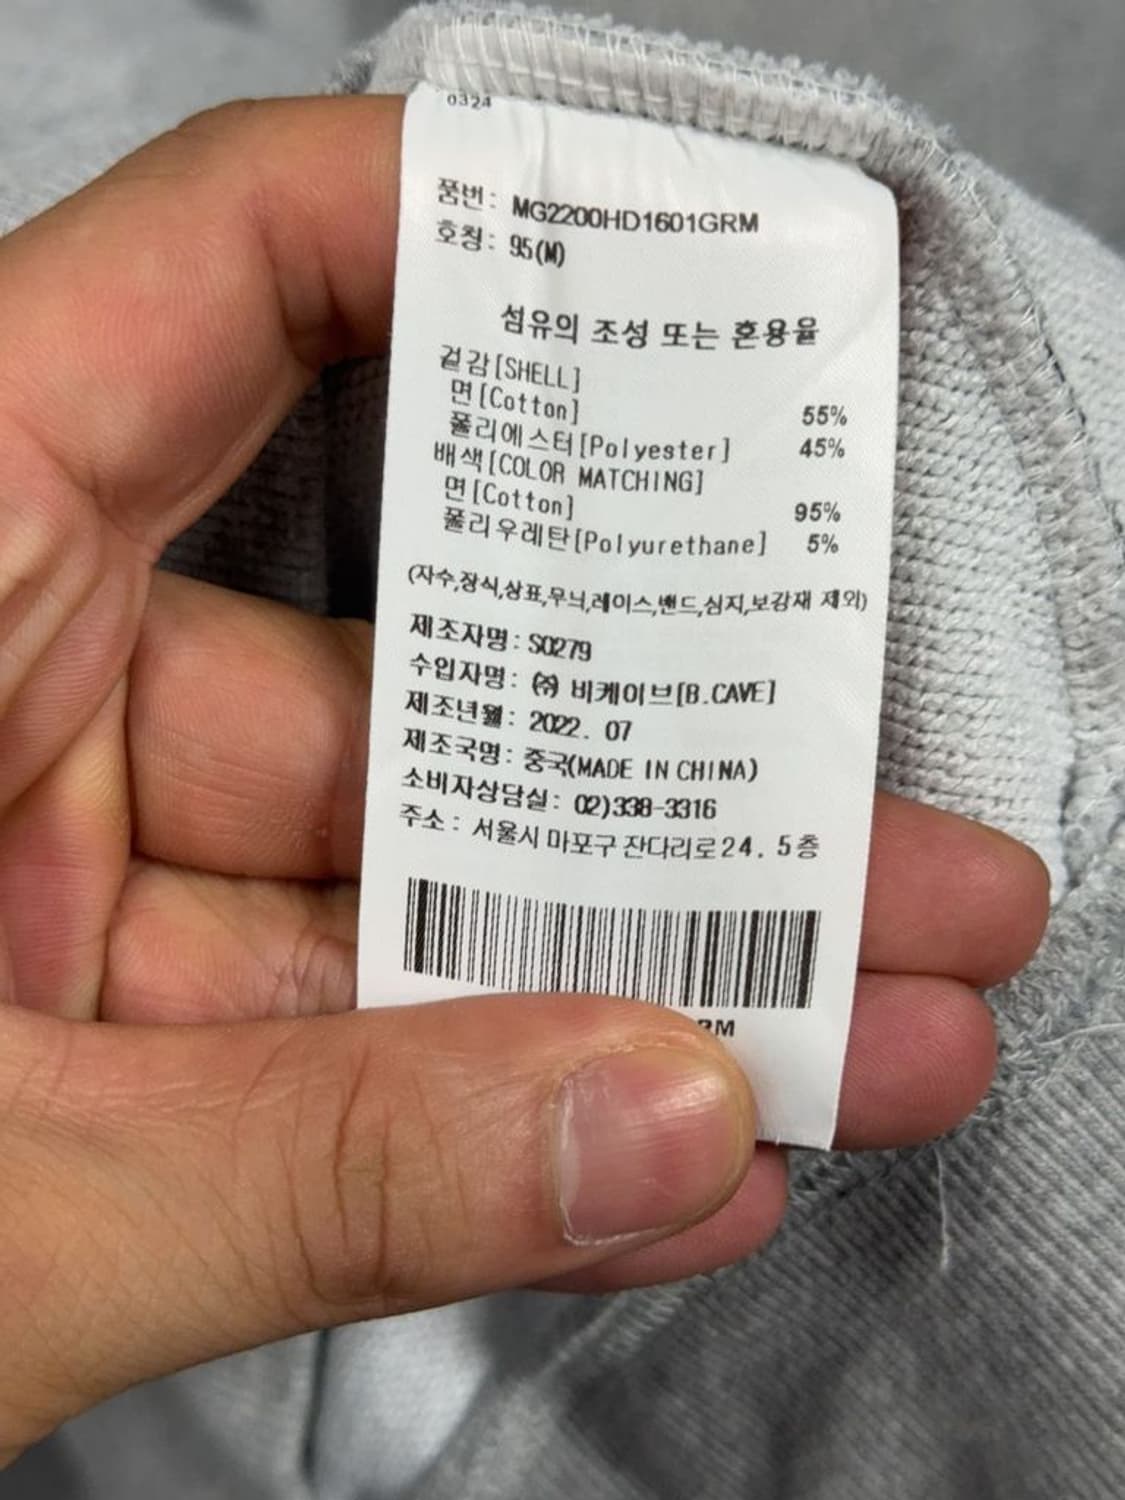 0324
품번: MG2200HD1601GRM
호칭: 95(M)
섬유의 조성 또는 혼용율
겉감[SHELL]
면[Cotton] 55%
폴리에스터[Polyester] 45%
배색[COLOR MATCHING]
면[Cotton] 95%
폴리우레탄[Polyurethane] 5%
(자수,장식,상표,무늬,레이스,밴드,심지,보강재 제외)
제조자명: S0279
수입자명: ㈜ 비케이브[B.CAVE]
제조년월: 2022. 07
제조국명: 중국(MADE IN CHINA)
소비자상담실: 02)338-3316
주소: 서울시 마포구 잔다리로24. 5층
RM